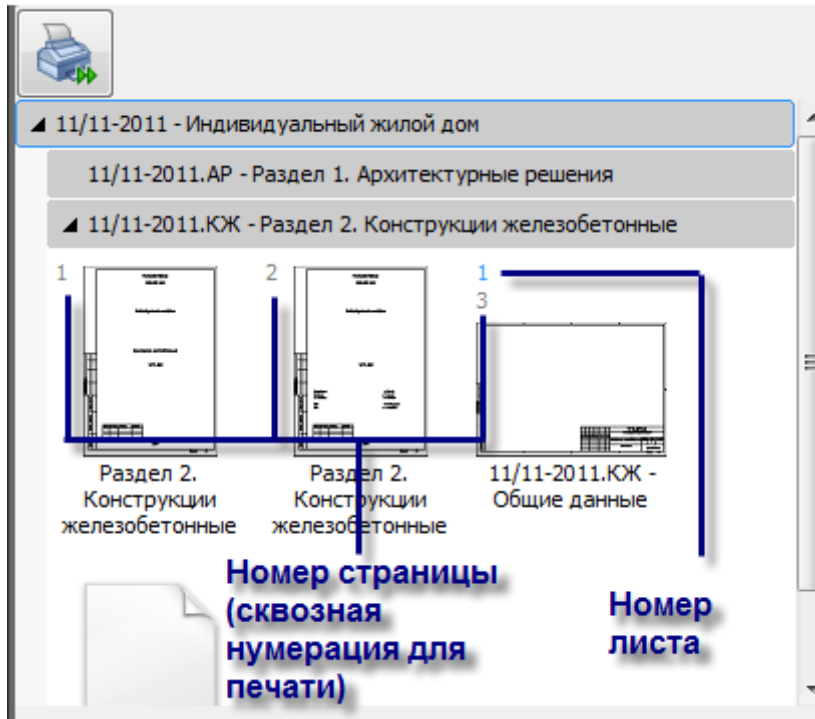 11/11-2011 - Индивидуальный жилой дом
11/11-2011.АР - Раздел 1. Архитектурные решения
11/11-2011.КЖ - Раздел 2. Конструкции железобетонные
1
2
1
3
Раздел 2.
Конструкции
железобетонные
Раздел 2.
Конструкции
железобетонные
11/11-2011.КЖ -
Общие данные
Номер страницы
(сквозная
нумерация для
печати)
Номер
листа